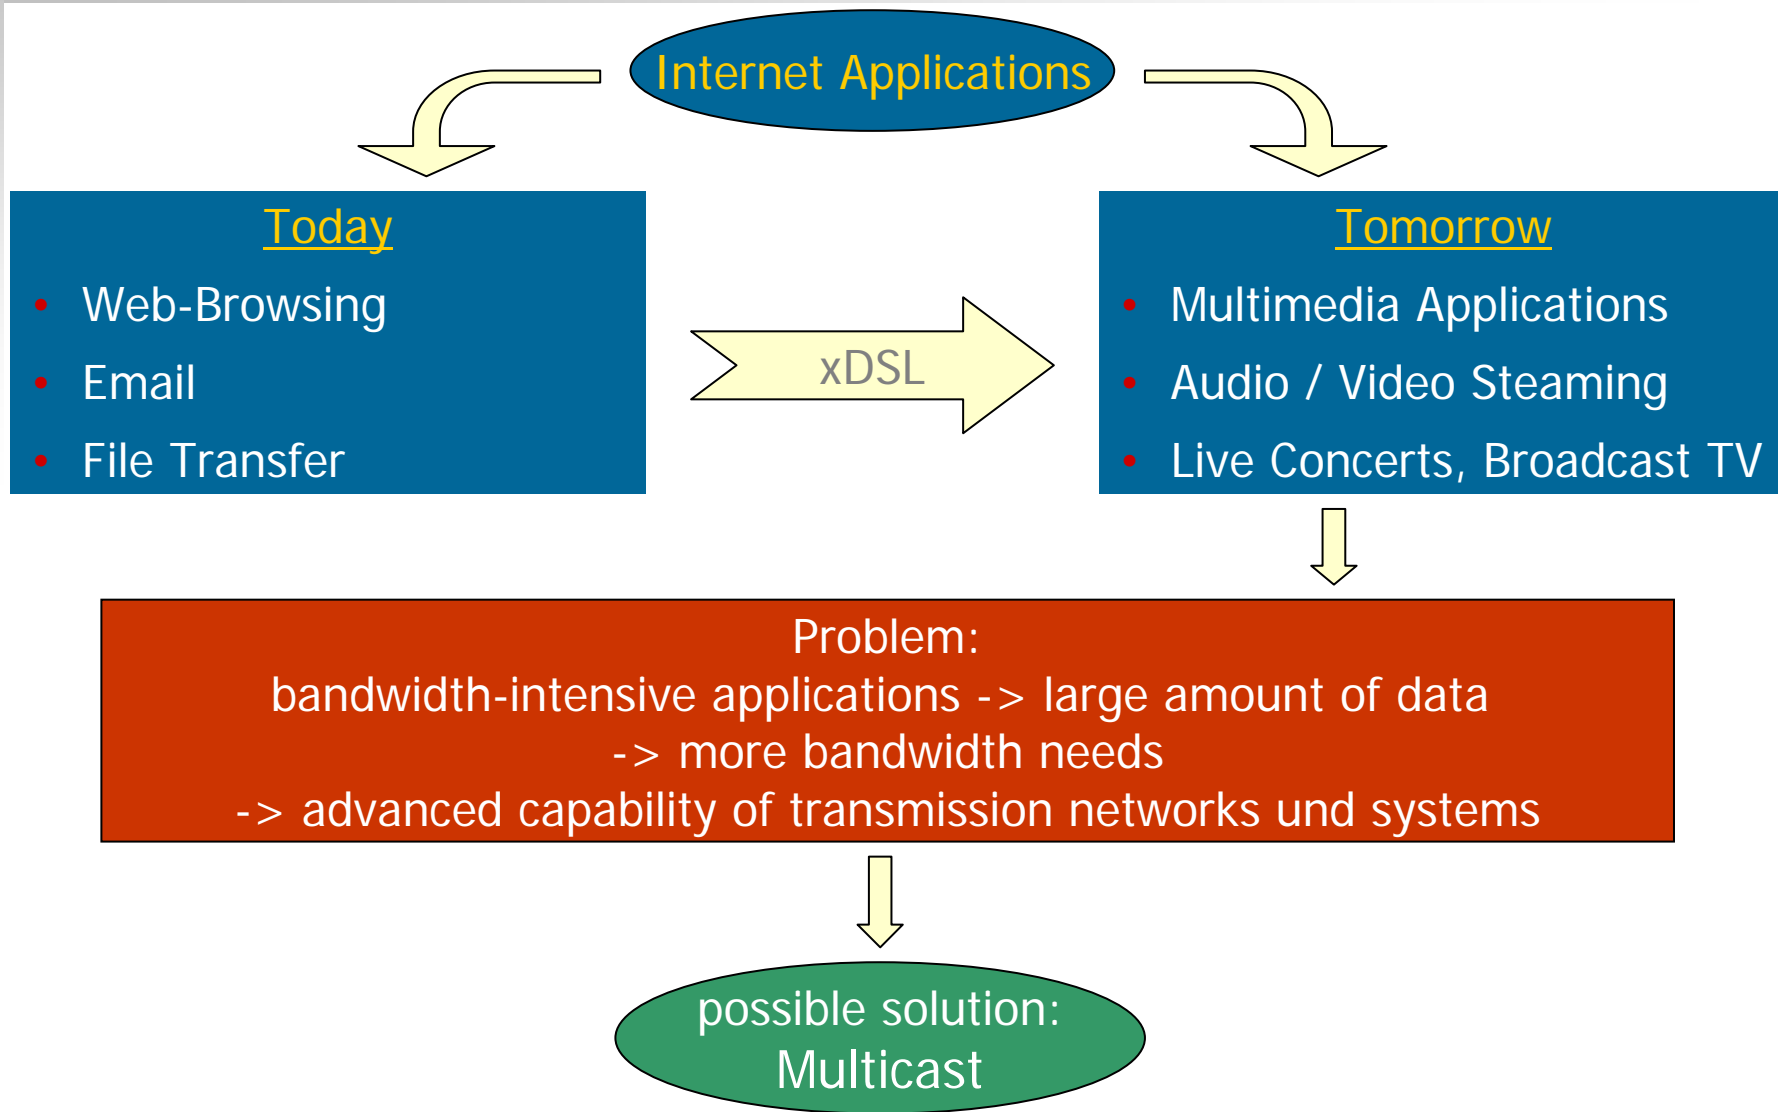 Internet Applications
Today
• Web-Browsing
• Email
• File Transfer
xDSL
Tomorrow
• Multimedia Applications
• Audio / Video Steaming
• Live Concerts, Broadcast TV
Problem:
bandwidth-intensive applications -> large amount of data
-> more bandwidth needs
-> advanced capability of transmission networks und systems
possible solution:
Multicast